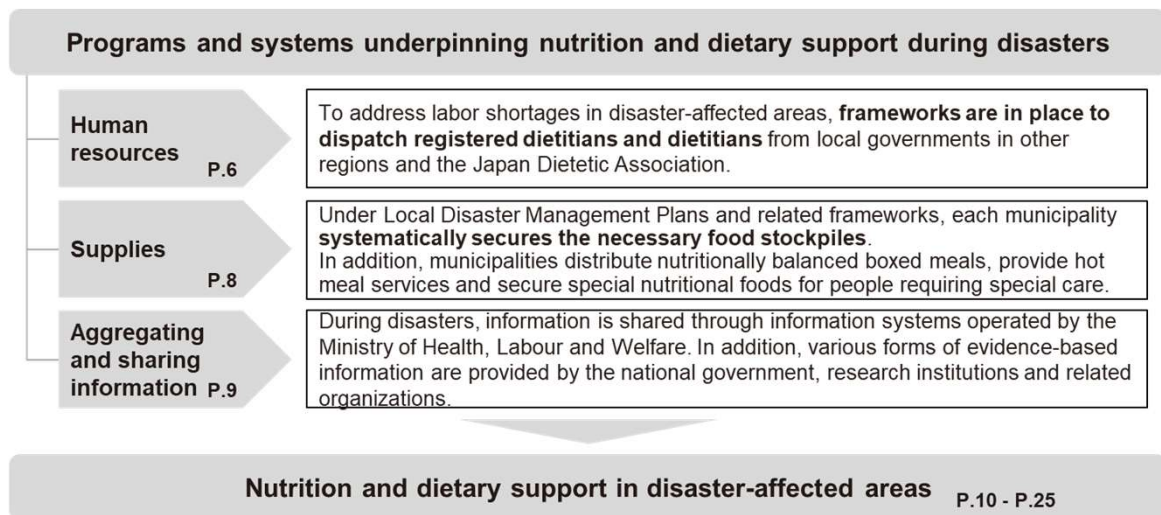 Programs and systems underpinning nutrition and dietary support during disasters
Human
resources
P.6
To address labor shortages in disaster-affected areas, frameworks are in place to
dispatch registered dietitians and dietitians from local governments in other
regions and the Japan Dietetic Association.
Supplies
P.8
Under Local Disaster Management Plans and related frameworks, each municipality
systematically secures the necessary food stockpiles.
In addition, municipalities distribute nutritionally balanced boxed meals, provide hot
meal services and secure special nutritional foods for people requiring special care.
Aggregating
and sharing
information P.9
During disasters, information is shared through information systems operated by the
Ministry of Health, Labour and Welfare. In addition, various forms of evidence-based
information are provided by the national government, research institutions and related
organizations.
Nutrition and dietary support in disaster-affected areas P.10 - P.25